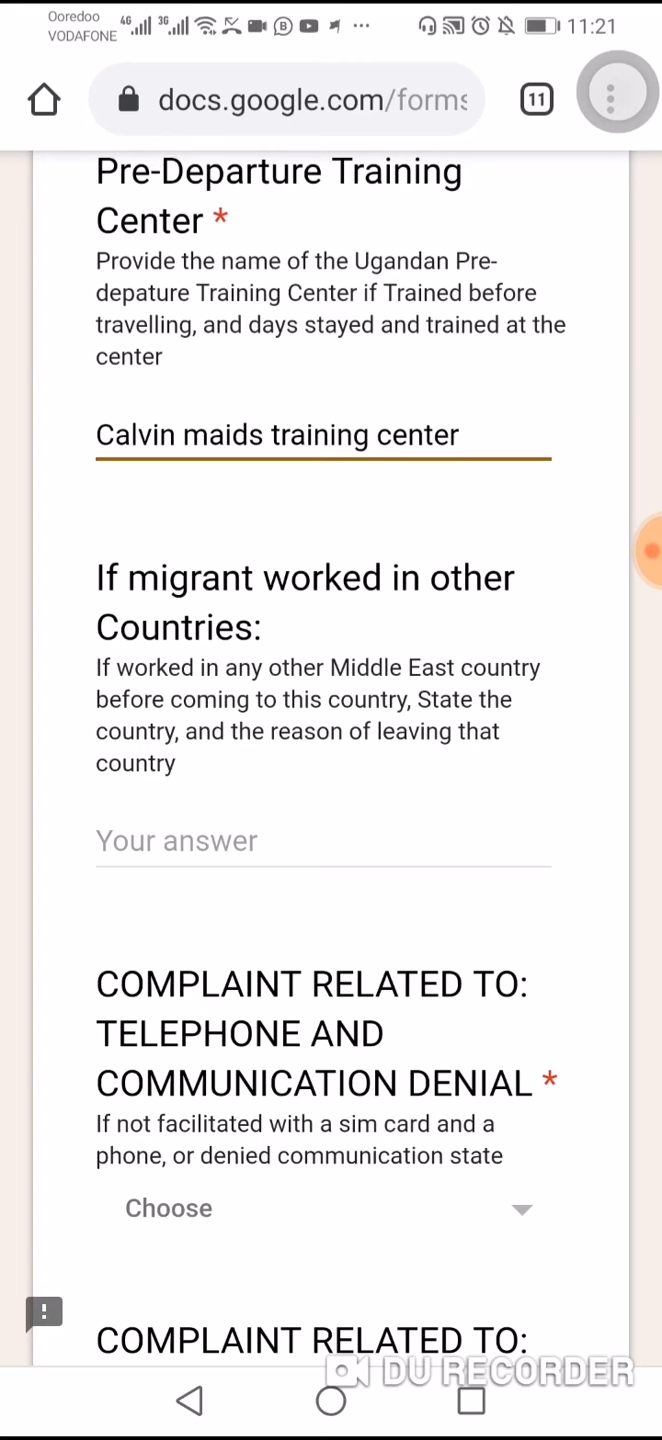 Ooredoo
VODAFONE
4G
3G
11:21
docs.google.com/forms
11
Pre-Departure Training
Center *
Provide the name of the Ugandan Pre-
depature Training Center if Trained before
travelling, and days stayed and trained at the
center
Calvin maids training center
If migrant worked in other
Countries:
If worked in any other Middle East country
before coming to this country, State the
country, and the reason of leaving that
country
Your answer
COMPLAINT RELATED TO:
TELEPHONE AND
COMMUNICATION DENIAL *
If not facilitated with a sim card and a
phone, or denied communication state
Choose
COMPLAINT RELATED TO:
DU RECORDER